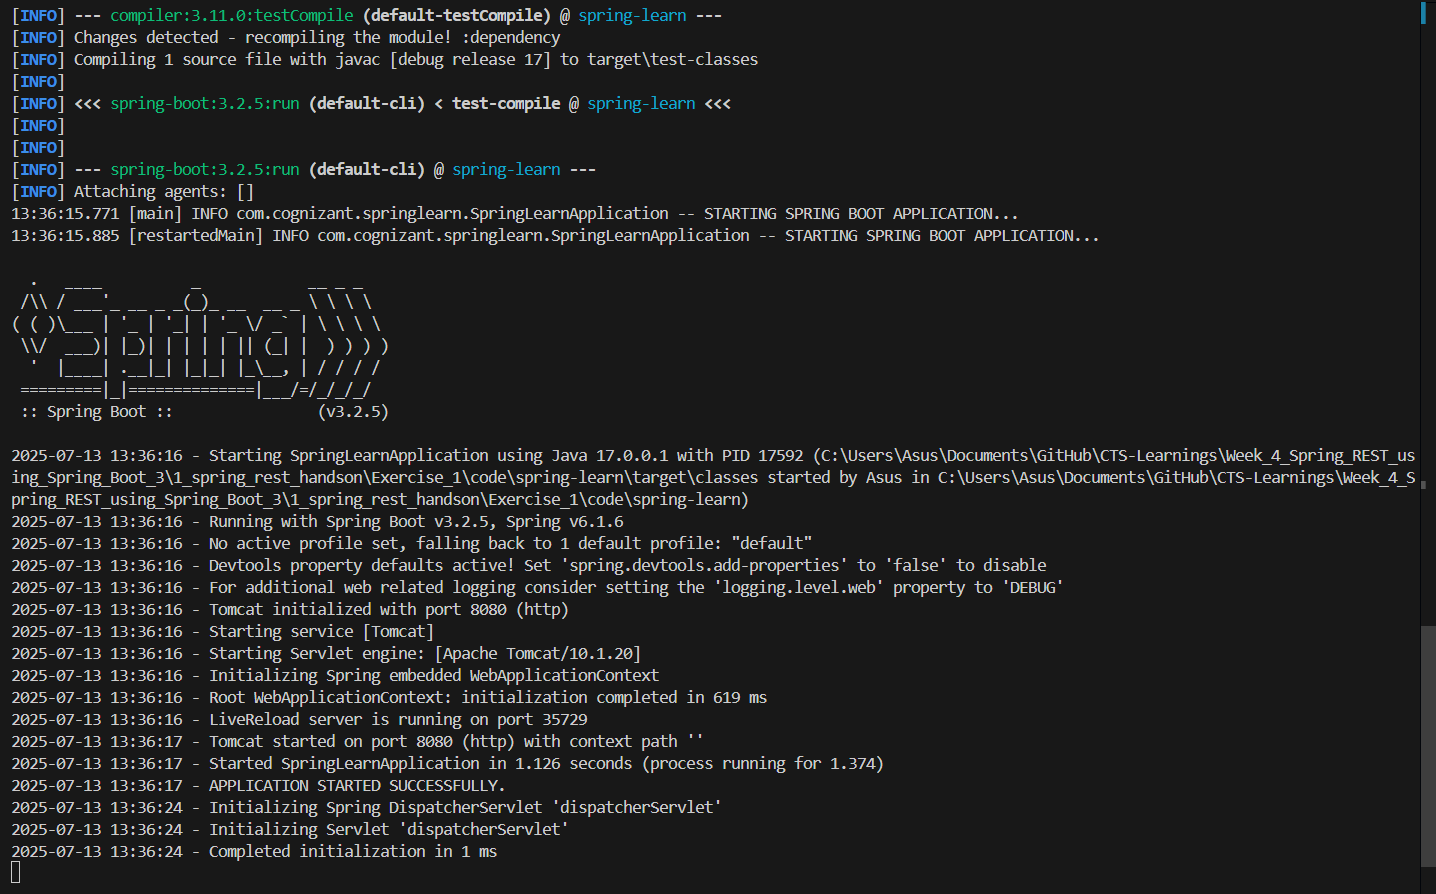 [INFO] --- compiler:3.11.0:testCompile (default-testCompile) @ spring-learn ---
[INFO] Changes detected - recompiling the module! :dependency
[INFO] Compiling 1 source file with javac [debug release 17] to target\test-classes
[INFO]
[INFO] <<< spring-boot:3.2.5:run (default-cli) < test-compile @ spring-learn <<<
[INFO]
[INFO]
[INFO] --- spring-boot:3.2.5:run (default-cli) @ spring-learn ---
[INFO] Attaching agents: []
13:36:15.771 [main] INFO com.cognizant.springlearn.SpringLearnApplication -- STARTING SPRING BOOT APPLICATION...
13:36:15.885 [restartedMain] INFO com.cognizant.springlearn.SpringLearnApplication -- STARTING SPRING BOOT APPLICATION...

  .   ____          _            __ _ _
 /\\ / ___'_ __ _ _(_)_ __  __ _ \ \ \ \
( ( )\___ | '_ | '_| | '_ \/ _` | \ \ \ \
 \\/  ___)| |_)| | | | | || (_| |  ) ) ) )
  '  |____| .__|_| |_|_| |_\__, | / / / /
 =========|_|==============|___/=/_/_/_/
 :: Spring Boot ::                (v3.2.5)

2025-07-13 13:36:16 - Starting SpringLearnApplication using Java 17.0.0.1 with PID 17592 (C:\Users\Asus\Documents\GitHub\CTS-Learnings\Week_4_Spring_REST_us
ing_Spring_Boot_3\1_spring_rest_handson\Exercise_1\code\spring-learn\target\classes started by Asus in C:\Users\Asus\Documents\GitHub\CTS-Learnings\Week_4_S
pring_REST_using_Spring_Boot_3\1_spring_rest_handson\Exercise_1\code\spring-learn)
2025-07-13 13:36:16 - Running with Spring Boot v3.2.5, Spring v6.1.6
2025-07-13 13:36:16 - No active profile set, falling back to 1 default profile: "default"
2025-07-13 13:36:16 - Devtools property defaults active! Set 'spring.devtools.add-properties' to 'false' to disable
2025-07-13 13:36:16 - For additional web related logging consider setting the 'logging.level.web' property to 'DEBUG'
2025-07-13 13:36:16 - Tomcat initialized with port 8080 (http)
2025-07-13 13:36:16 - Starting service [Tomcat]
2025-07-13 13:36:16 - Starting Servlet engine: [Apache Tomcat/10.1.20]
2025-07-13 13:36:16 - Initializing Spring embedded WebApplicationContext
2025-07-13 13:36:16 - Root WebApplicationContext: initialization completed in 619 ms
2025-07-13 13:36:16 - LiveReload server is running on port 35729
2025-07-13 13:36:17 - Tomcat started on port 8080 (http) with context path ''
2025-07-13 13:36:17 - Started SpringLearnApplication in 1.126 seconds (process running for 1.374)
2025-07-13 13:36:17 - APPLICATION STARTED SUCCESSFULLY.
2025-07-13 13:36:24 - Initializing Spring DispatcherServlet 'dispatcherServlet'
2025-07-13 13:36:24 - Initializing Servlet 'dispatcherServlet'
2025-07-13 13:36:24 - Completed initialization in 1 ms